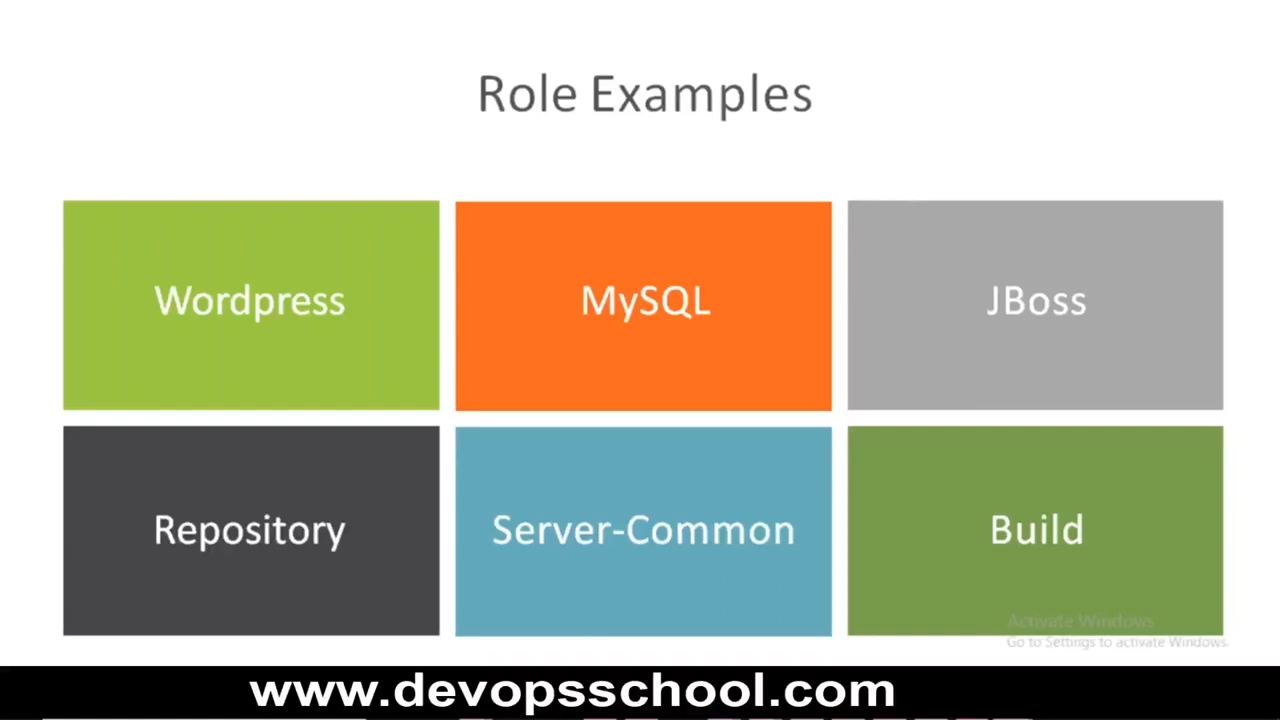 Role Examples
Wordpress
MySQL
JBoss
Repository
Server-Common
Build
Activate Windows
Go to Settings to activate Windows.
www.devopsschool.com